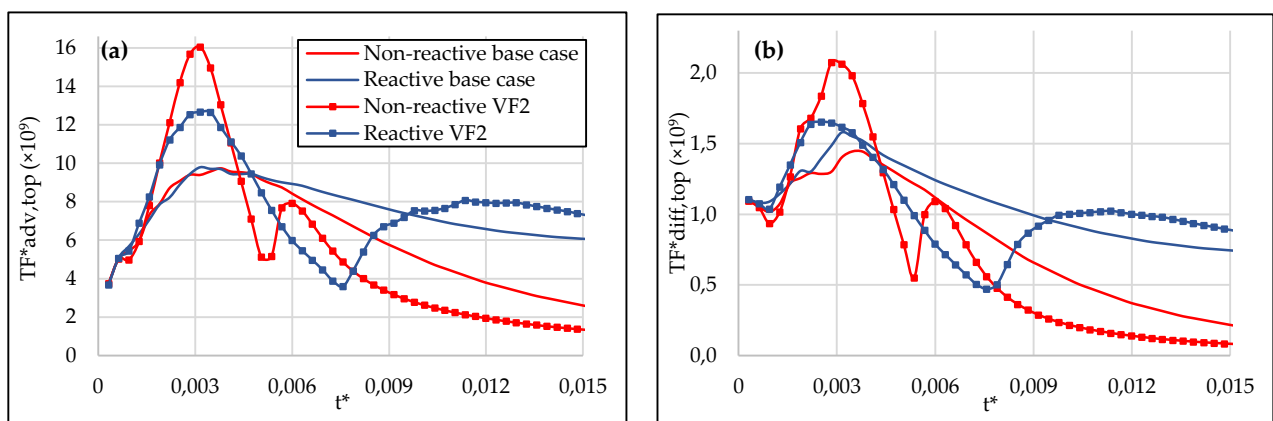 (a)
Non-reactive base case
Reactive base case
Non-reactive VF2
Reactive VF2
TF*adv,top (×10⁹)
16
14
12
10
8
6
4
2
0
0 0,003 0,006 0,009 0,012 0,015
t*
(b)
TF*diff,top (×10⁹)
2,0
1,5
1,0
0,5
0,0
0 0,003 0,006 0,009 0,012 0,015
t*